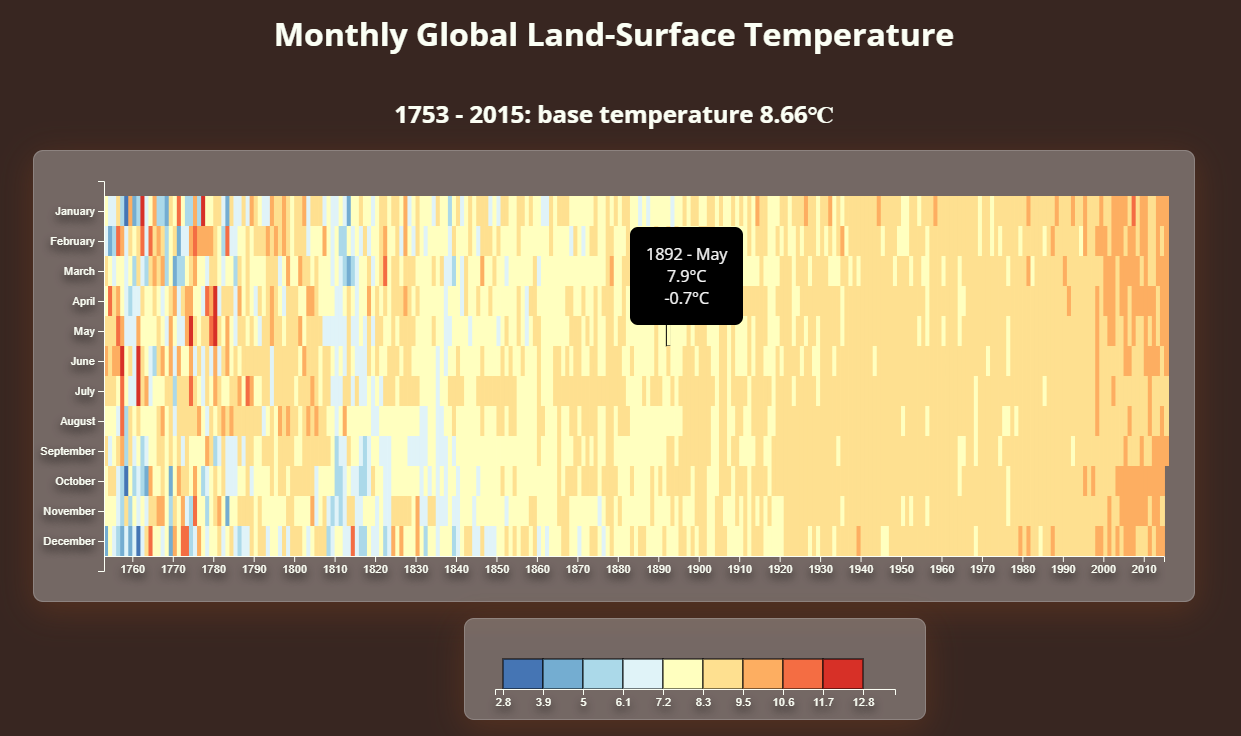 Monthly Global Land-Surface Temperature
1753 - 2015: base temperature 8.66℃
1892 - May
7.9℃
-0.7℃
January
February
March
April
May
June
July
August
September
October
November
December
1760 1770 1780 1790 1800 1810 1820 1830 1840 1850 1860 1870 1880 1890 1900 1910 1920 1930 1940 1950 1960 1970 1980 1990 2000 2010
2.8 3.9 5 6.1 7.2 8.3 9.5 10.6 11.7 12.8